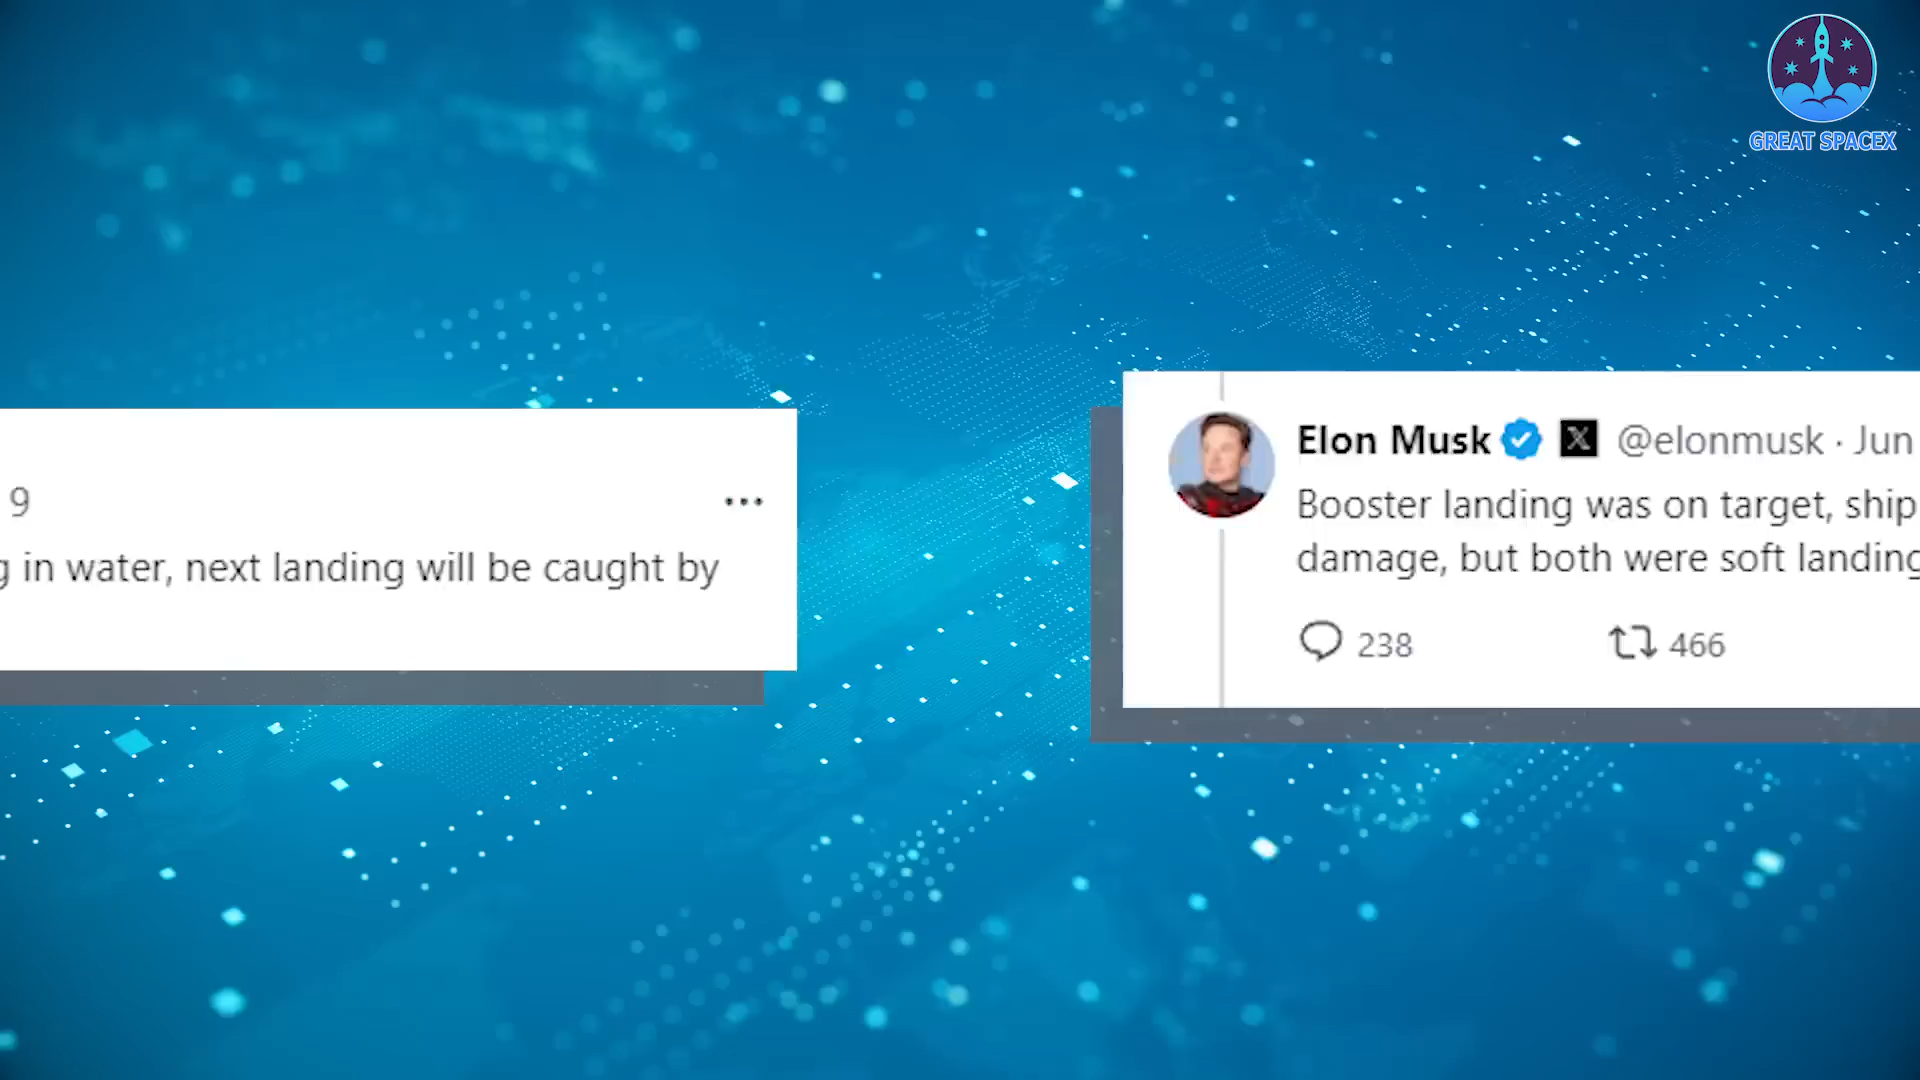 GREAT SPACEX
9
in water, next landing will be caught by
Elon Musk @elonmusk · Jun
Booster landing was on target, ship
damage, but both were soft landing
238 466